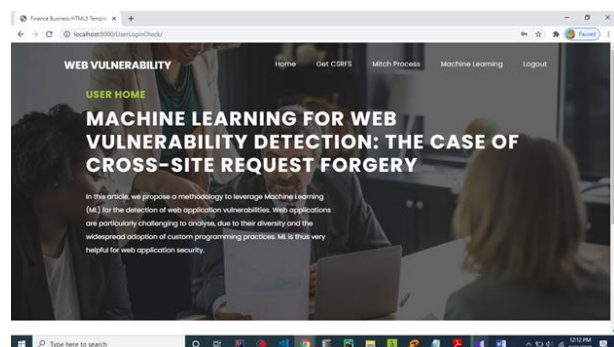 Finance Business HTML5 Templa
localhost:8000/UserLoginCheck/
Paused
WEB VULNERABILITY
Home Get CSRFS Mitch Process Machine Learning Logout
USER HOME
MACHINE LEARNING FOR WEB
VULNERABILITY DETECTION: THE CASE OF
CROSS-SITE REQUEST FORGERY
In this article, we propose a methodology to leverage Machine Learning
(ML) for the detection of web application vulnerabilities. Web applications
are particularly challenging to analyse, due to their diversity and the
widespread adoption of custom programming practices. ML is thus very
helpful for web application security.
Type here to search
12:12 PM